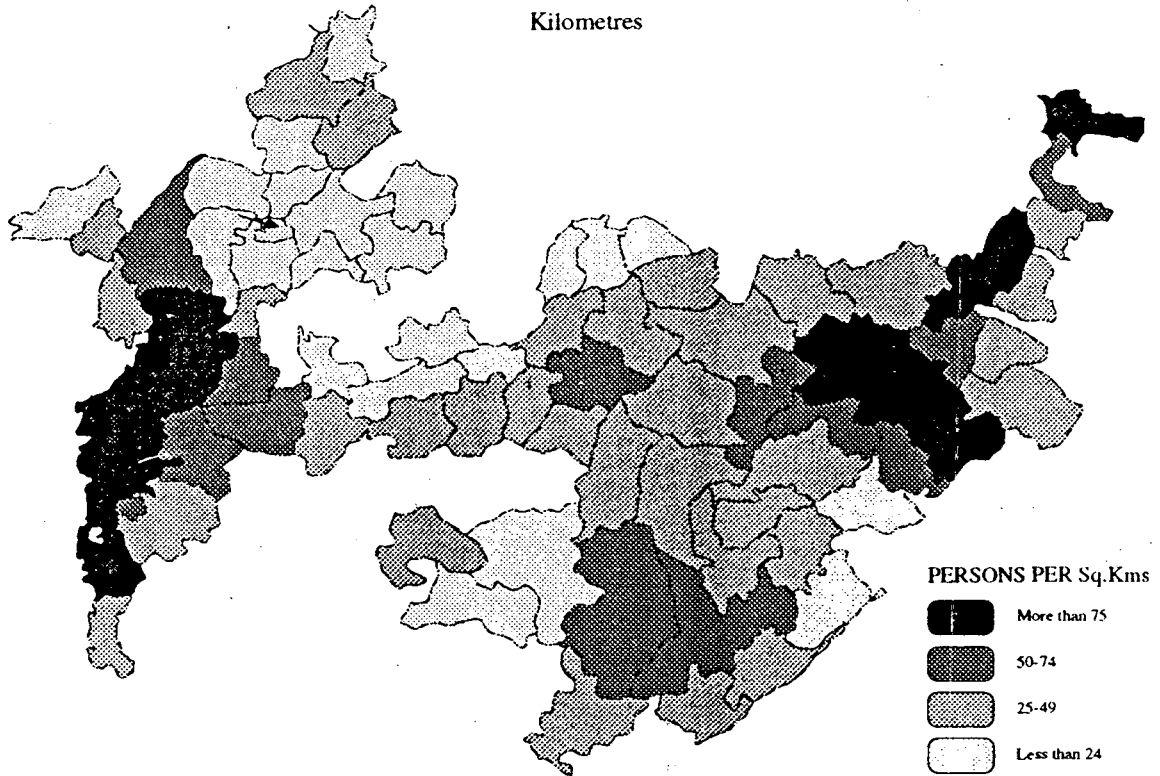 Kilometres
PERSONS PER Sq.Kms
More than 75
50-74
25-49
Less than 24